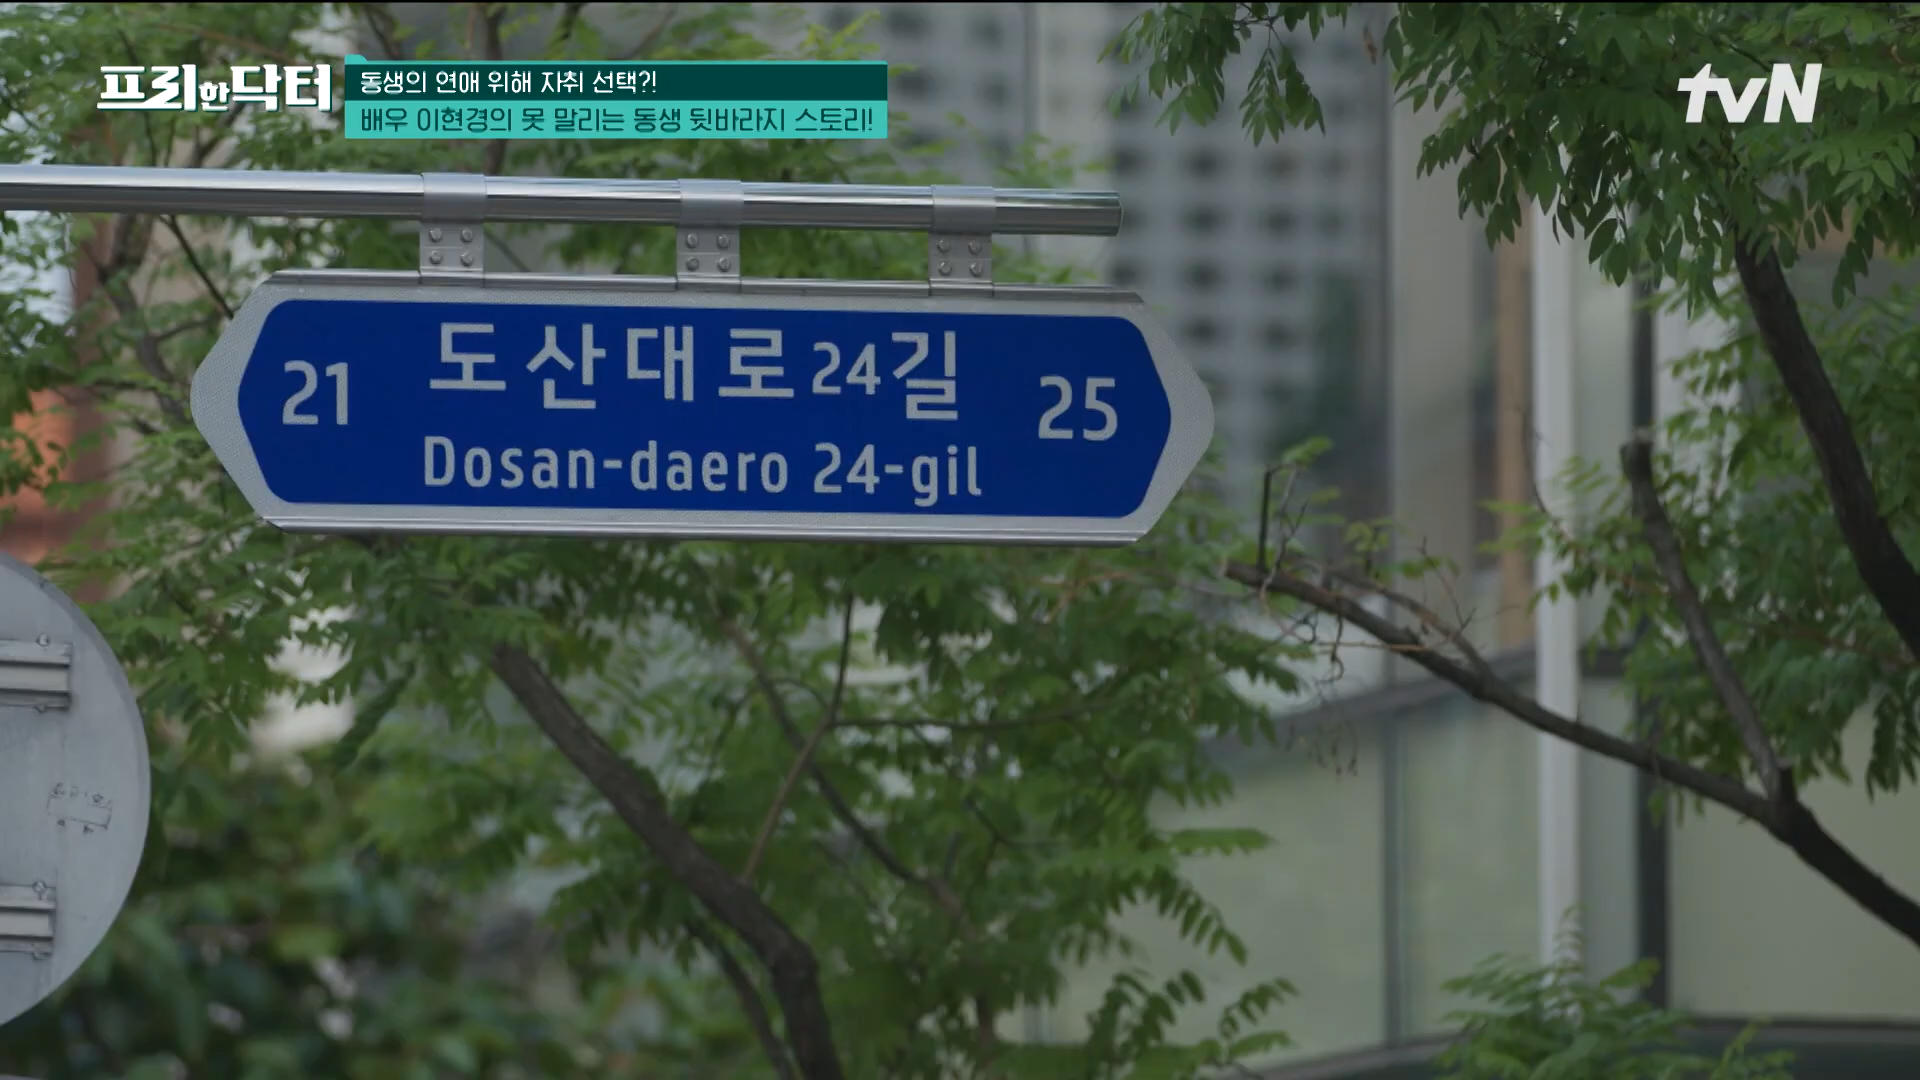 프리한닥터
동생의 연애 위해 자취 선택?!
배우 이현경의 못 말리는 동생 뒷바라지 스토리!
tvN
21 도산대로24길 25
Dosan-daero 24-gil